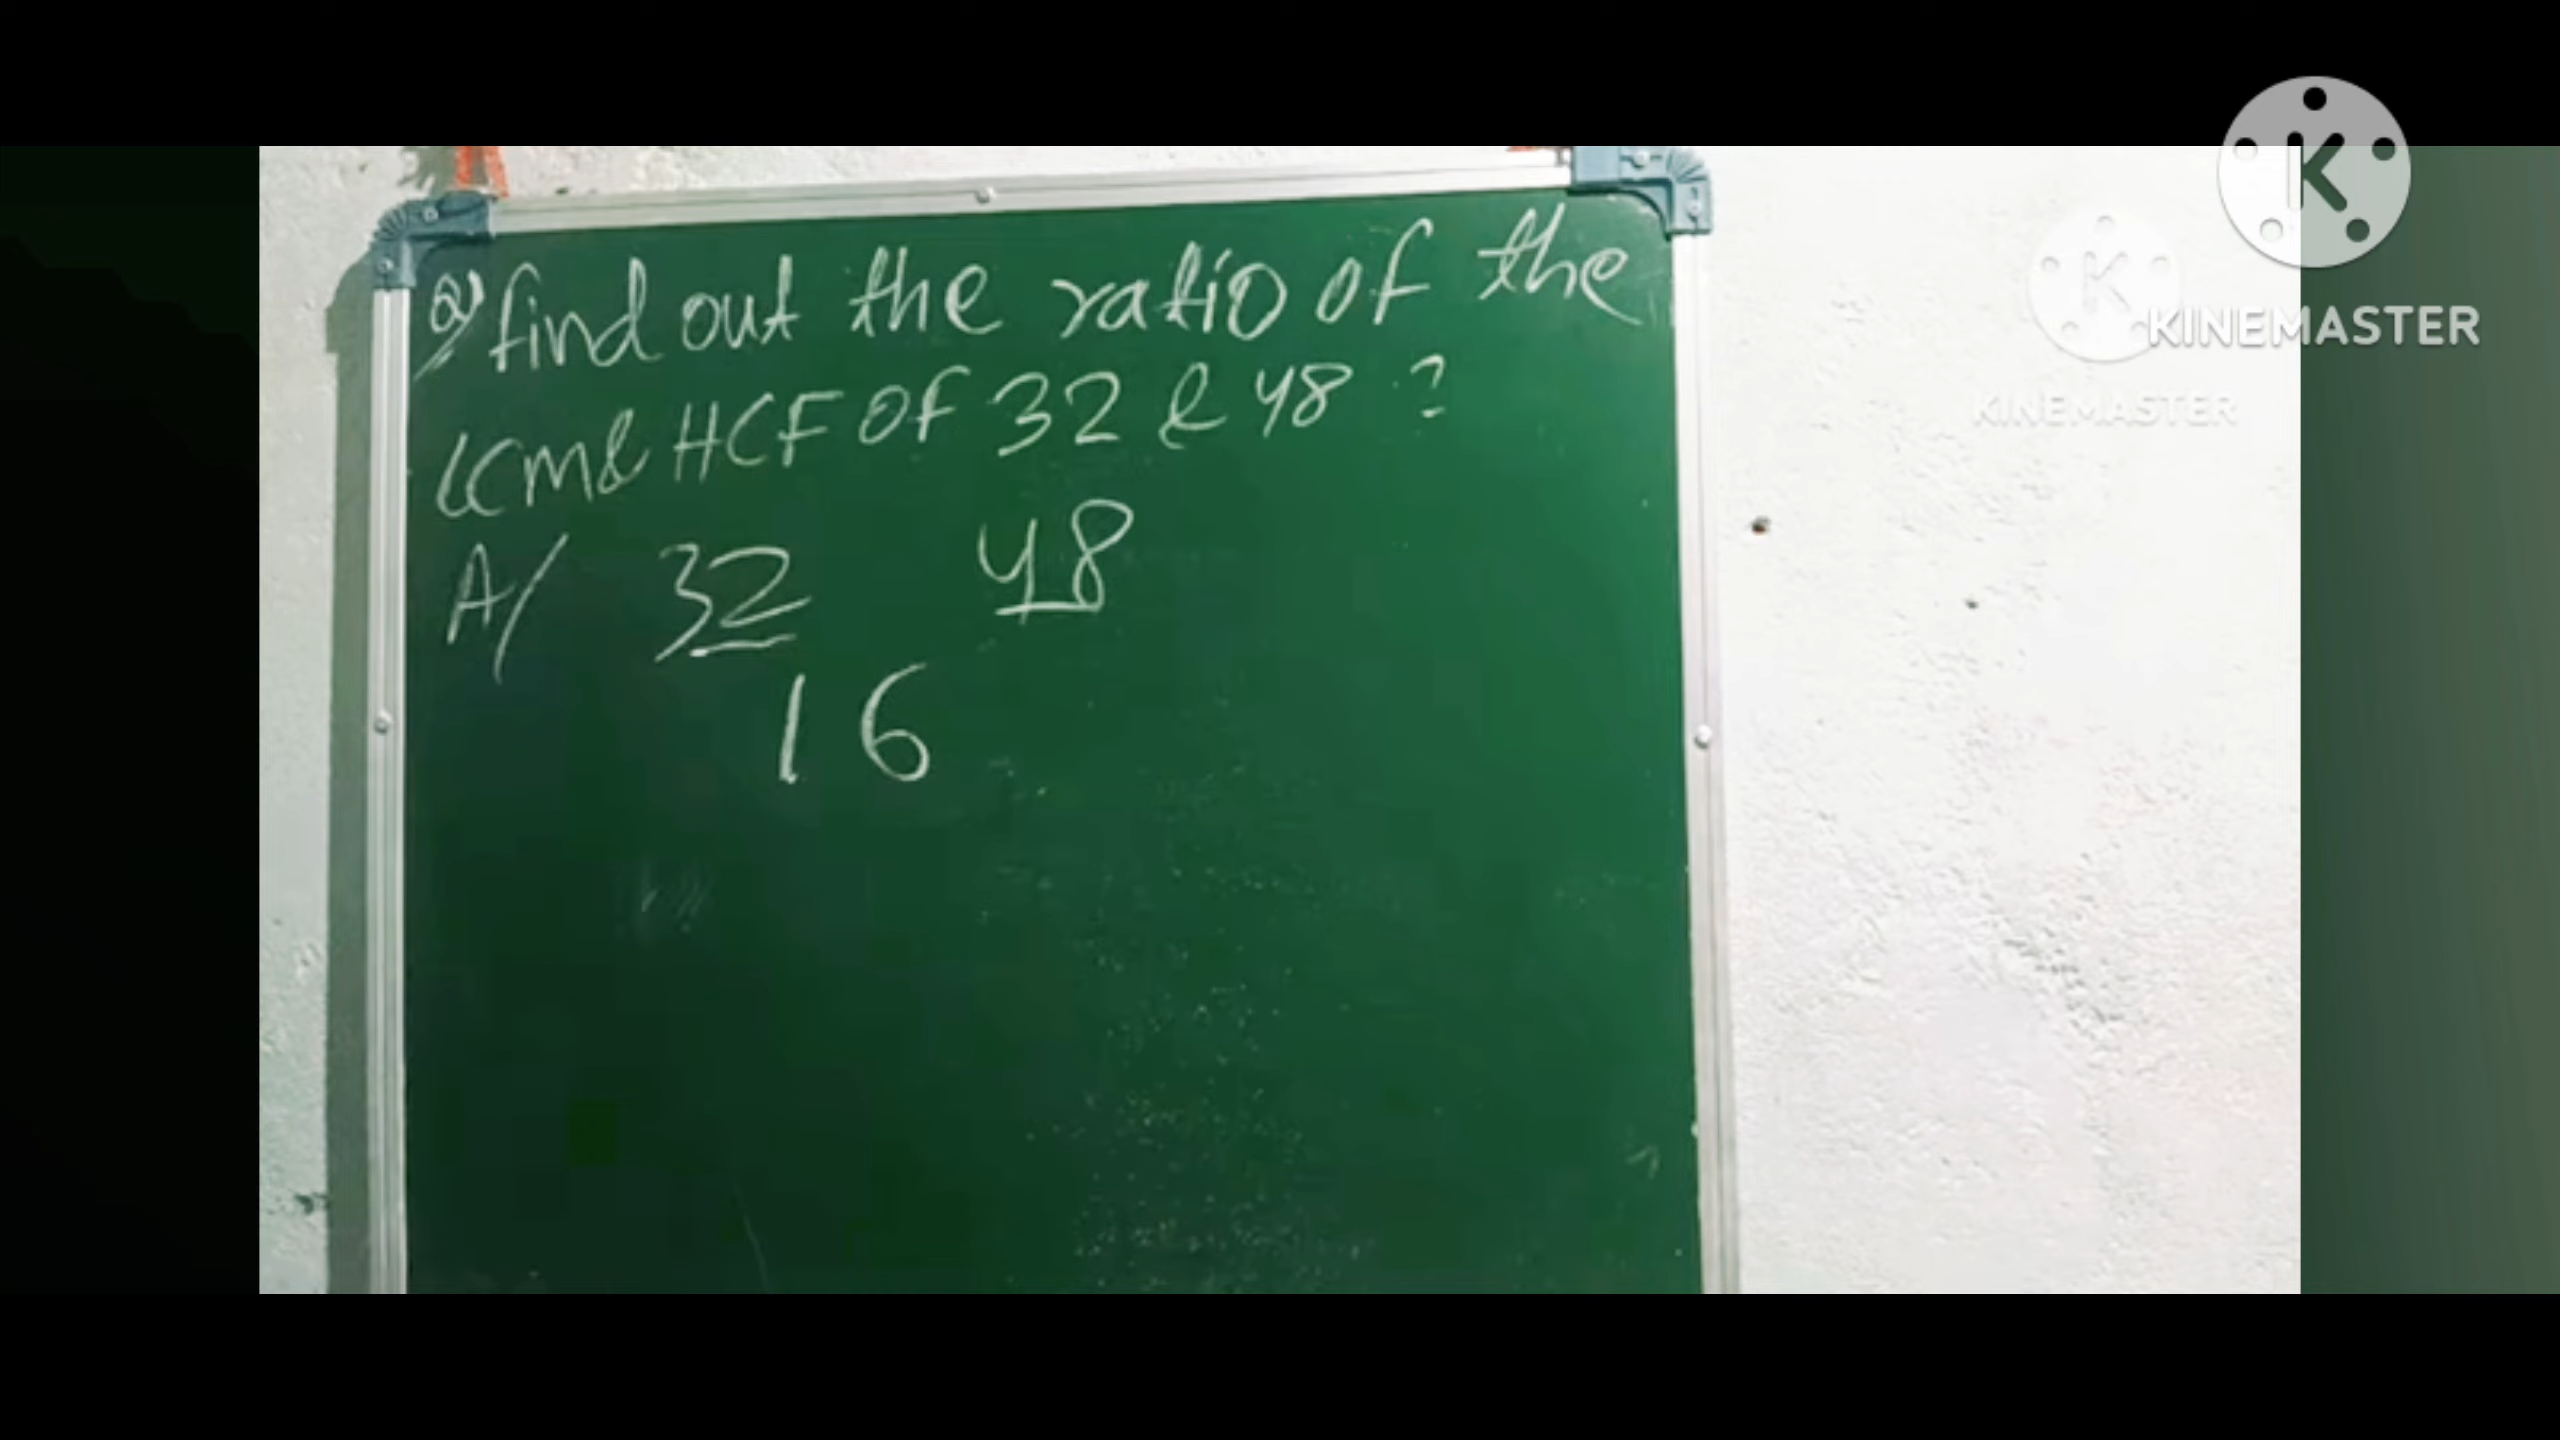 Q/ find out the ratio of the
LCM & HCF OF 32 & 48 ?
A/ 32 48
16
K
KINEMASTER
K
KINEMASTER